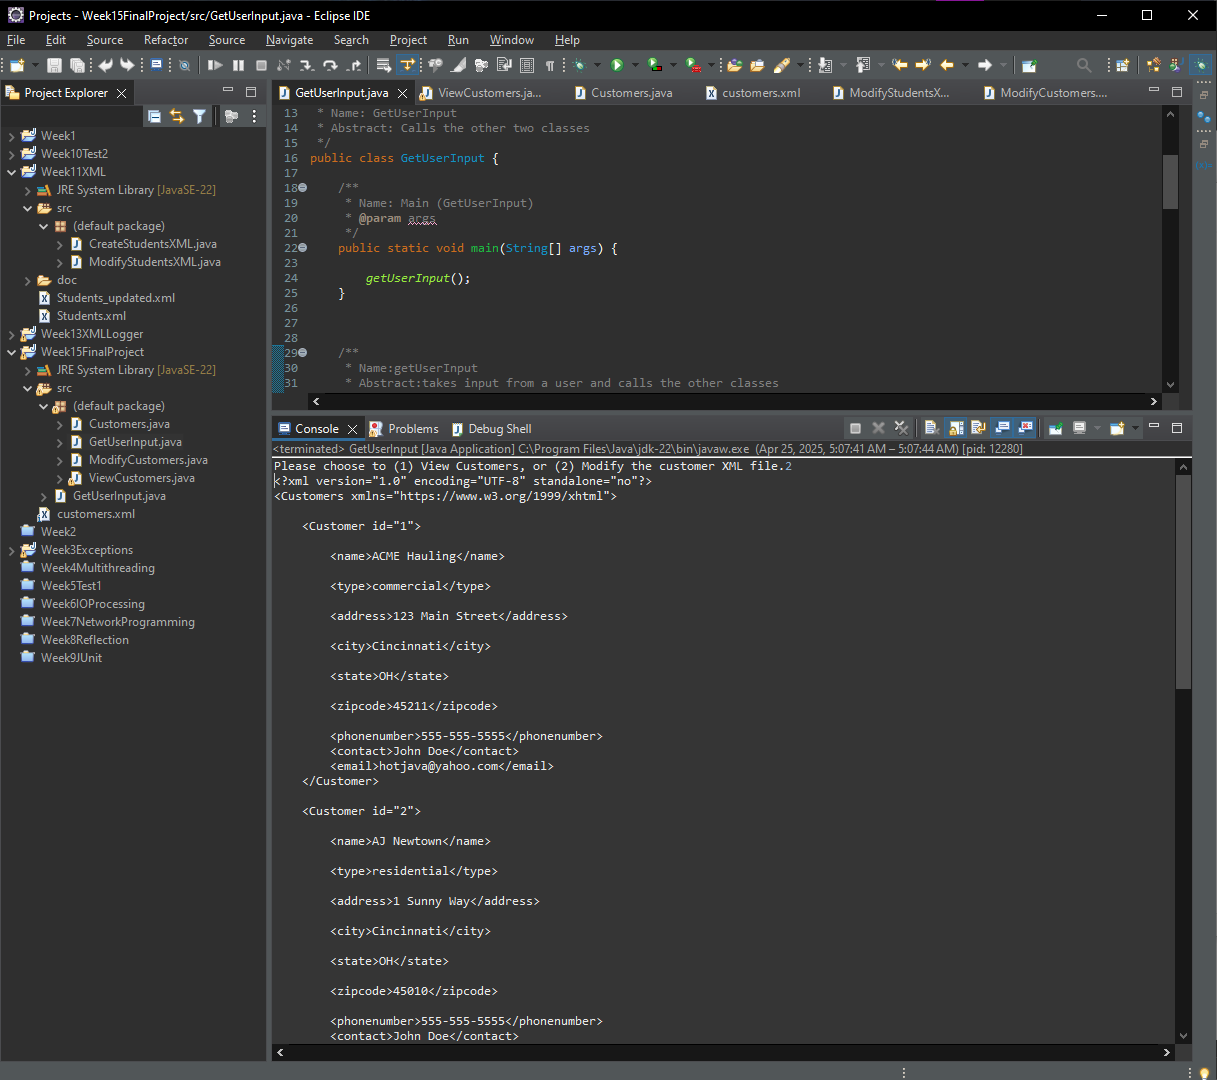 Projects - Week15FinalProject/src/GetUserInput.java - Eclipse IDE
File Edit Source Refactor Source Navigate Search Project Run Window Help
Project Explorer
Week1
Week10Test2
Week11XML
JRE System Library [JavaSE-22]
src
(default package)
CreateStudentsXML.java
ModifyStudentsXML.java
doc
Students_updated.xml
Students.xml
Week13XMLLogger
Week15FinalProject
JRE System Library [JavaSE-22]
src
(default package)
Customers.java
GetUserInput.java
ModifyCustomers.java
ViewCustomers.java
GetUserInput.java
customers.xml
Week2
Week3Exceptions
Week4Multithreading
Week5Test1
Week6IOProcessing
Week7NetworkProgramming
Week8Reflection
Week9JUnit
GetUserInput.java ViewCustomers.ja... Customers.java customers.xml ModifyStudentsX... ModifyCustomers....
13 * Name: GetUserInput
14 * Abstract: Calls the other two classes
15 */
16 public class GetUserInput {
17
18 /**
19 * Name: Main (GetUserInput)
20 * @param args
21 */
22 public static void main(String[] args) {
23
24 getUserInput();
25 }
26
27
28
29 /**
30 * Name:getUserInput
31 * Abstract:takes input from a user and calls the other classes
Console Problems Debug Shell
<terminated> GetUserInput [Java Application] C:\Program Files\Java\jdk-22\bin\javaw.exe (Apr 25, 2025, 5:07:41 AM – 5:07:44 AM) [pid: 12280]
Please choose to (1) View Customers, or (2) Modify the customer XML file.2
<?xml version="1.0" encoding="UTF-8" standalone="no"?>
<Customers xmlns="https://www.w3.org/1999/xhtml">
<Customer id="1">
<name>ACME Hauling</name>
<type>commercial</type>
<address>123 Main Street</address>
<city>Cincinnati</city>
<state>OH</state>
<zipcode>45211</zipcode>
<phonenumber>555-555-5555</phonenumber>
<contact>John Doe</contact>
<email>hotjava@yahoo.com</email>
</Customer>
<Customer id="2">
<name>AJ Newtown</name>
<type>residential</type>
<address>1 Sunny Way</address>
<city>Cincinnati</city>
<state>OH</state>
<zipcode>45010</zipcode>
<phonenumber>555-555-5555</phonenumber>
<contact>John Doe</contact>